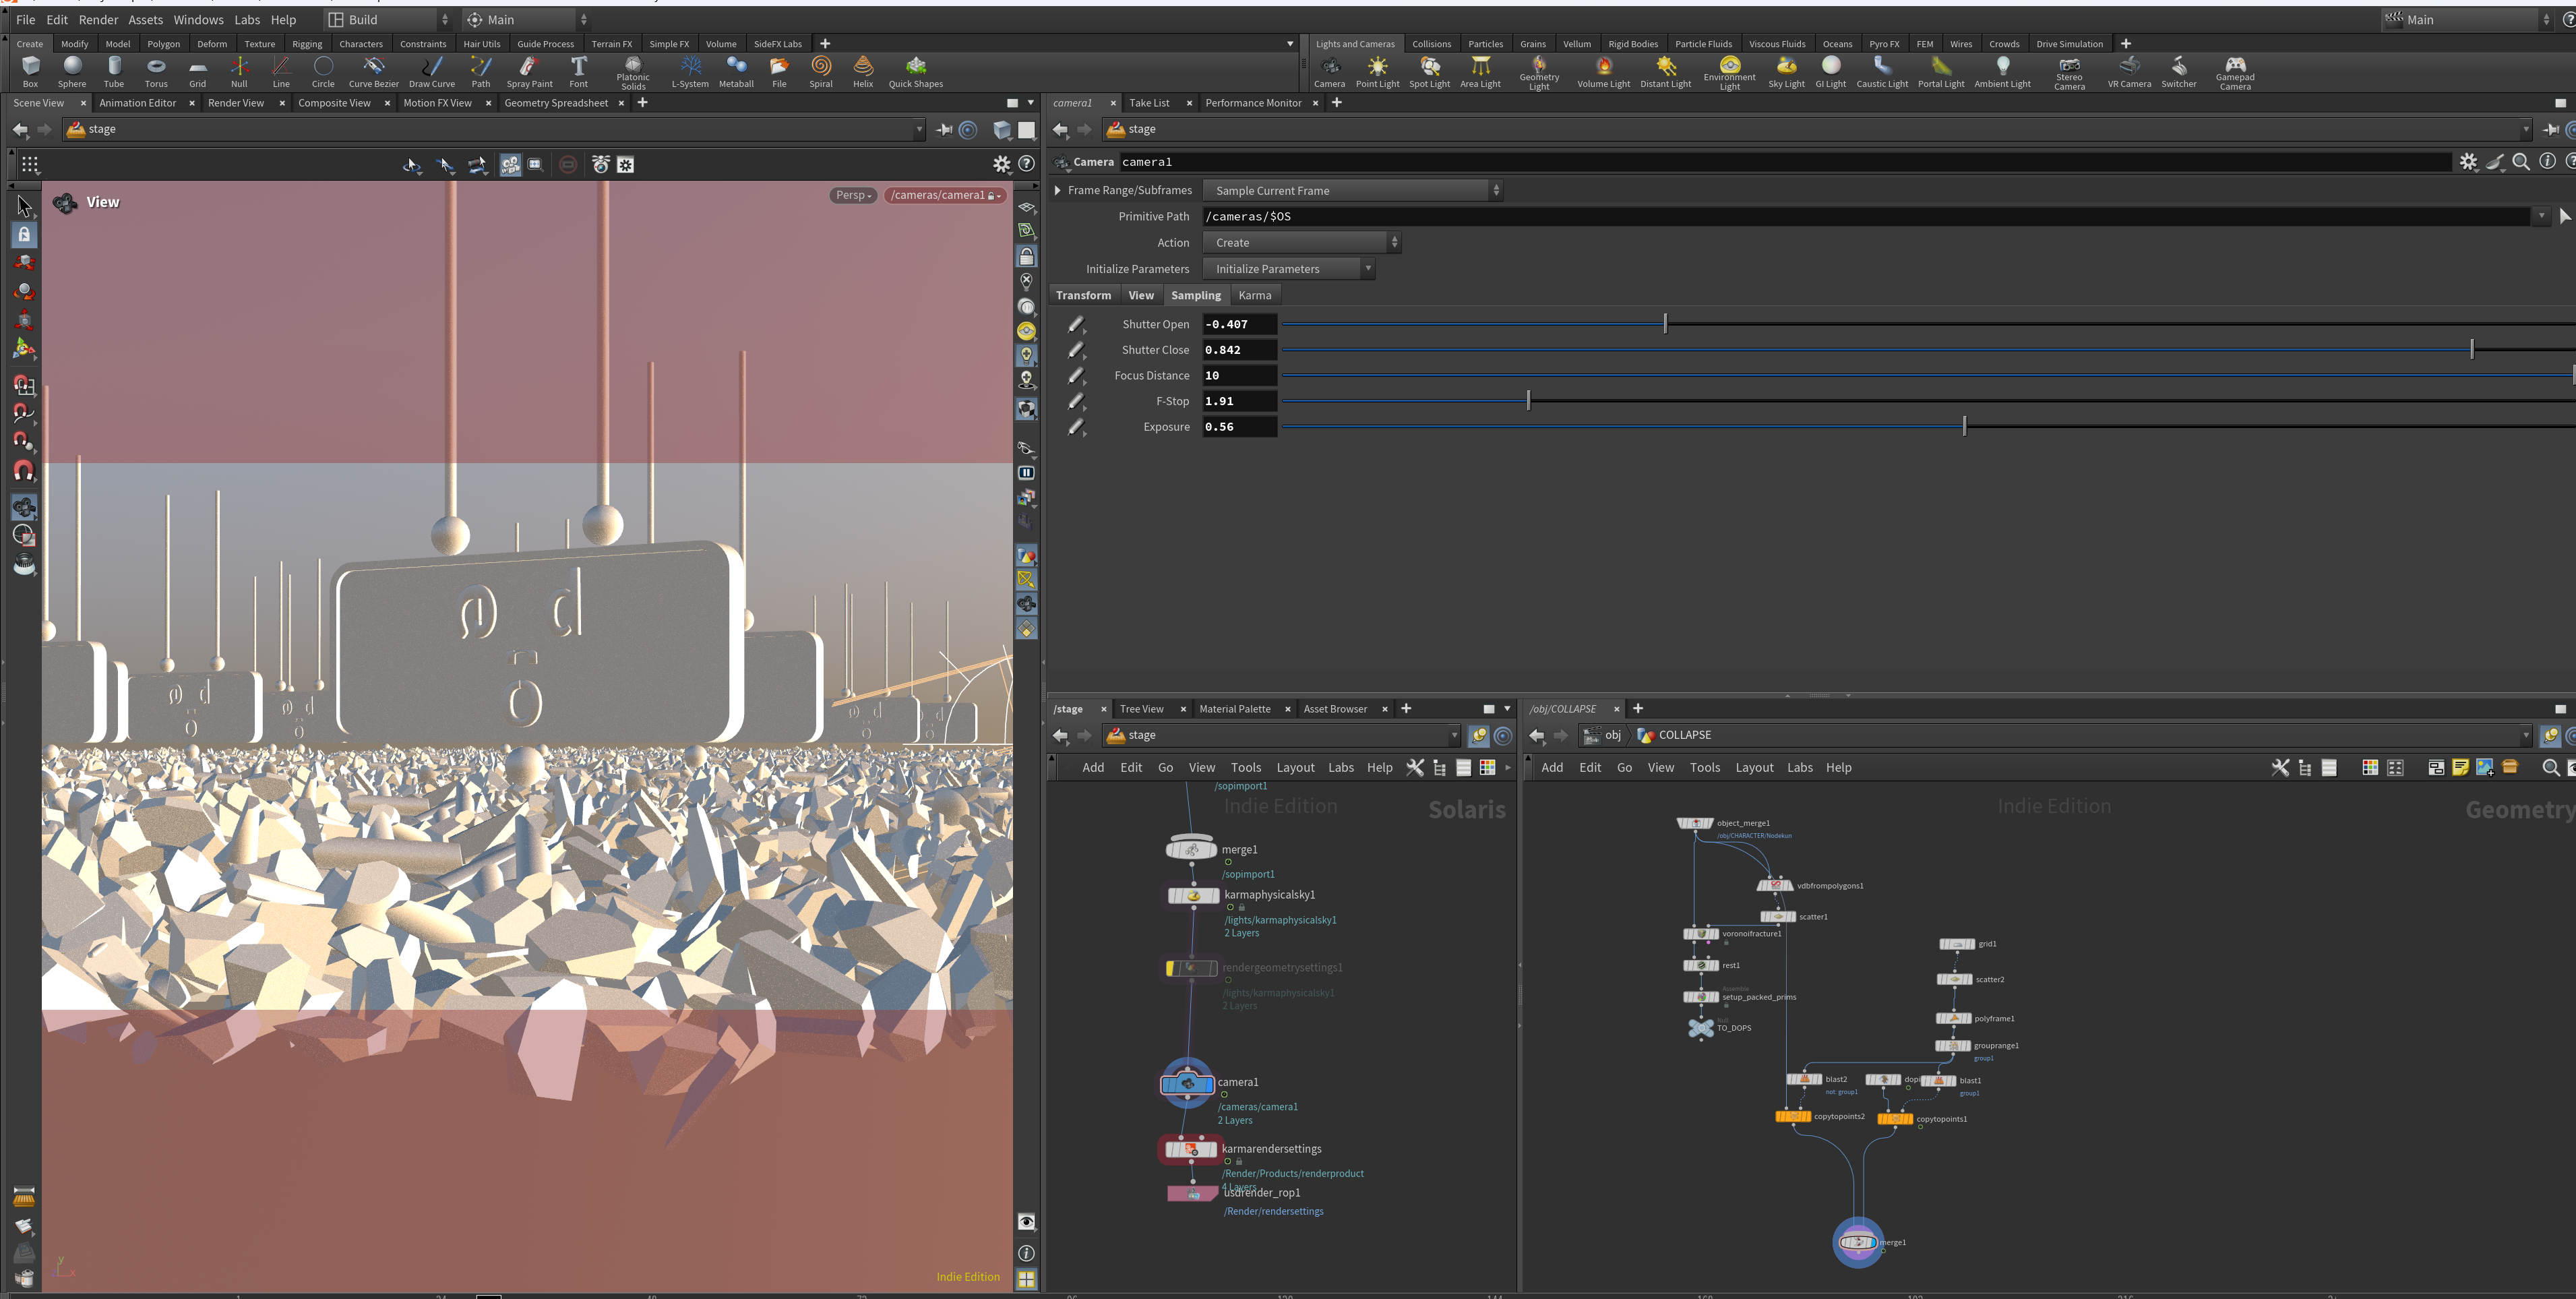 File Edit Render Assets Windows Labs Help Build Main Main
Create Modify Model Polygon Deform Texture Rigging Characters Constraints Hair Utils Guide Process Terrain FX Simple FX Volume SideFX Labs
Lights and Cameras Collisions Particles Grains Vellum Rigid Bodies Particle Fluids Viscous Fluids Oceans Pyro FX FEM Wires Crowds Drive Simulation
Box Sphere Tube Torus Grid Null Line Circle Curve Bezier Draw Curve Path Spray Paint Font Platonic Solids L-System Metaball File Spiral Helix Quick Shapes
Camera Point Light Spot Light Area Light Geometry Light Volume Light Distant Light Environment Light Sky Light GI Light Caustic Light Portal Light Ambient Light Stereo Camera VR Camera Switcher Gamepad Camera
Scene View Animation Editor Render View Composite View Motion FX View Geometry Spreadsheet
stage
View
Persp
/cameras/camera1
@ d
ō
@ d
@ d
y
x
Indie Edition
camera1 Take List Performance Monitor
stage
Camera camera1
Frame Range/Subframes Sample Current Frame
Primitive Path /cameras/$OS
Action Create
Initialize Parameters Initialize Parameters
Transform View Sampling Karma
Shutter Open -0.407
Shutter Close 0.842
Focus Distance 10
F-Stop 1.91
Exposure 0.56
/stage Tree View Material Palette Asset Browser
stage
Add Edit Go View Tools Layout Labs Help
Indie Edition
Solaris
/sopimport1
merge1
/sopimport1
karmaphysicalsky1
/lights/karmaphysicalsky1
2 Layers
rendergeometrysettings1
/lights/karmaphysicalsky1
2 Layers
camera1
/cameras/camera1
2 Layers
karmarendersettings
/Render/Products/renderproduct
4 Layers
usdrender_rop1
/Render/rendersettings
/obj/COLLAPSE
obj COLLAPSE
Add Edit Go View Tools Layout Labs Help
Indie Edition
Geometry
object_merge1
/obj/CHARACTER/Nodekun
vdbfrompolygons1
scatter1
voronoifracture1
rest1
Assemble
setup_packed_prims
Null
TO_DOPS
grid1
scatter2
polyframe1
grouprange1
group1
blast2
not: group1
blast1
group1
copytopoints2
copytopoints1
merge1